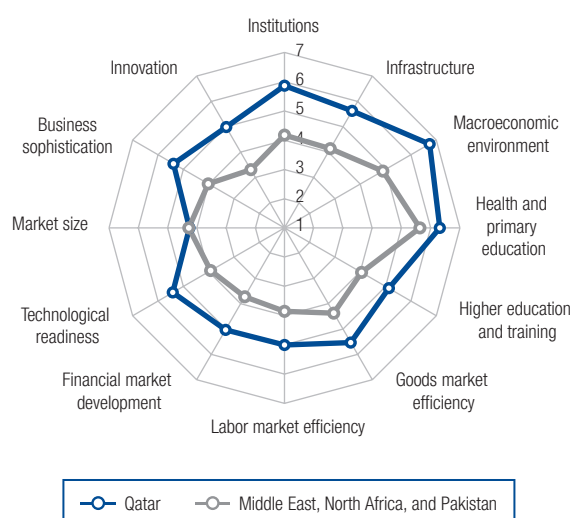 Institutions
7
6
5
4
3
2
1
Infrastructure
Macroeconomic
environment
Health and
primary
education
Higher education
and training
Goods market
efficiency
Labor market efficiency
Financial market
development
Technological
readiness
Market size
Business
sophistication
Innovation
Qatar
Middle East, North Africa, and Pakistan